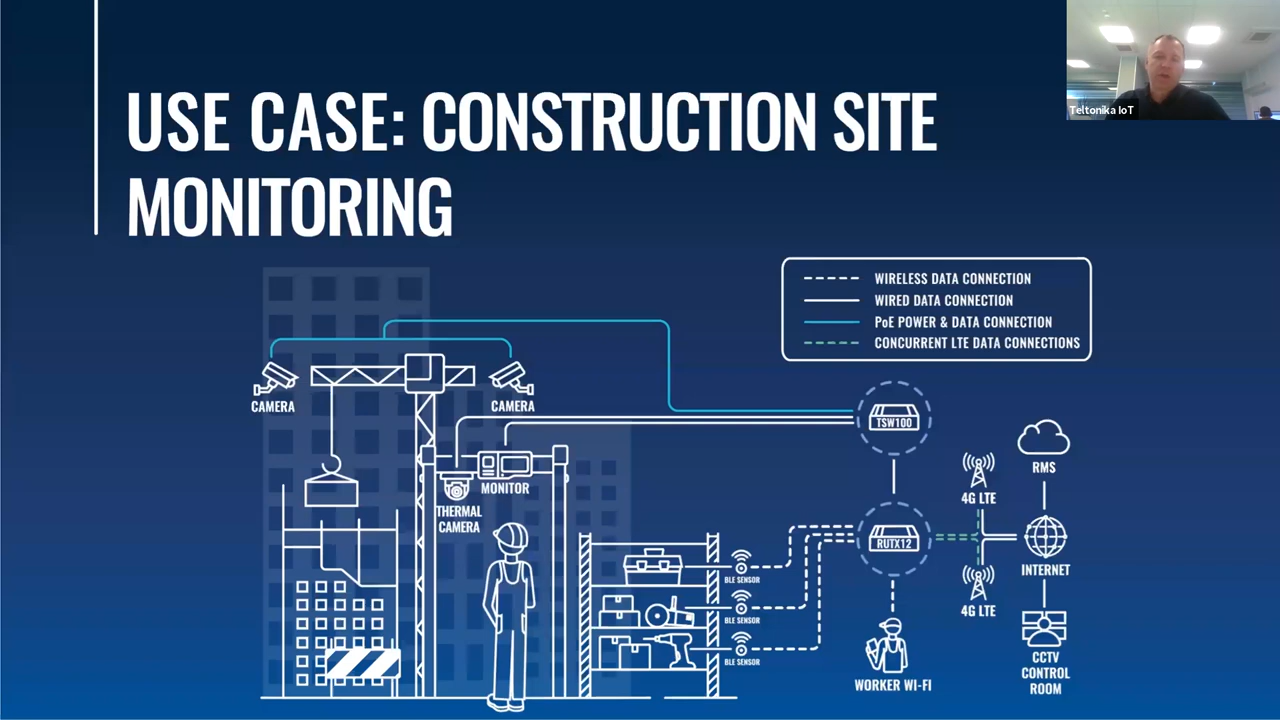 Teltonika IoT
USE CASE: CONSTRUCTION SITE
MONITORING
WIRELESS DATA CONNECTION
WIRED DATA CONNECTION
PoE POWER & DATA CONNECTION
CONCURRENT LTE DATA CONNECTIONS
CAMERA
CAMERA
TSW100
MONITOR
THERMAL
CAMERA
RMS
4G LTE
RUTX12
INTERNET
BLE SENSOR
4G LTE
BLE SENSOR
BLE SENSOR
WORKER WI-FI
CCTV
CONTROL
ROOM